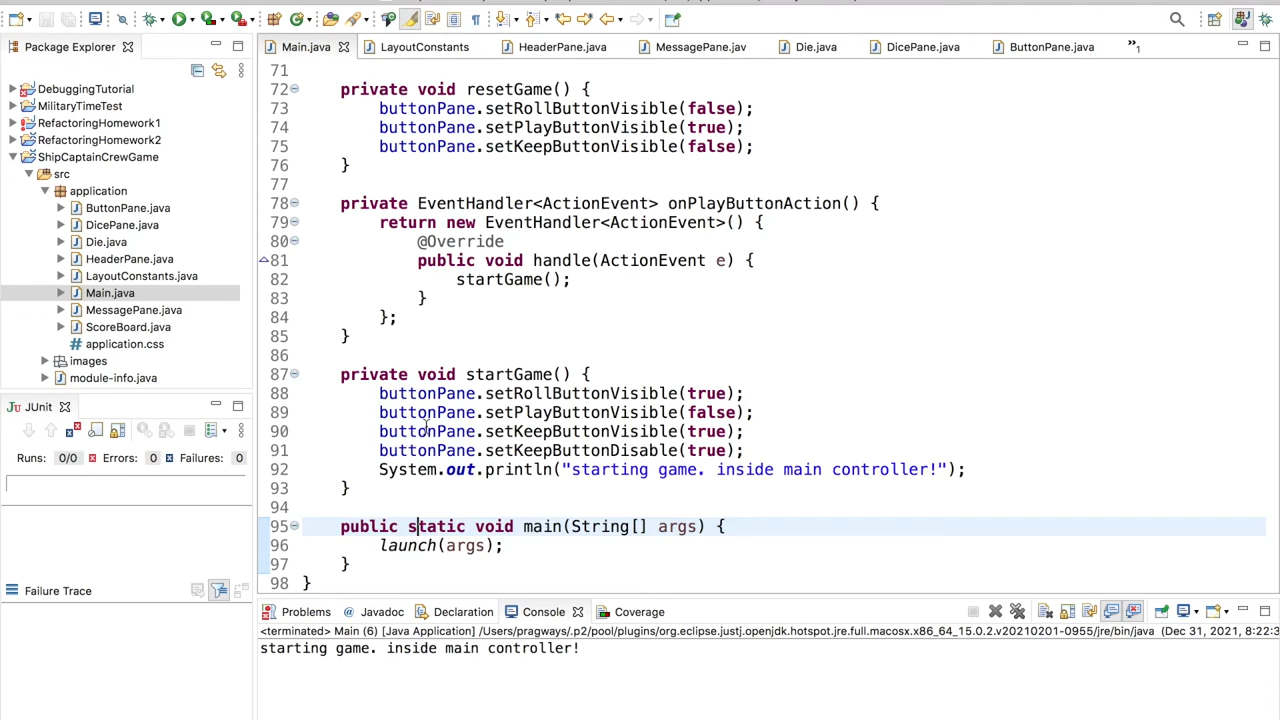 Package Explorer
DebuggingTutorial
MilitaryTimeTest
RefactoringHomework1
RefactoringHomework2
ShipCaptainCrewGame
src
application
ButtonPane.java
DicePane.java
Die.java
HeaderPane.java
LayoutConstants.java
Main.java
MessagePane.java
ScoreBoard.java
application.css
images
module-info.java
JUnit
Runs: 0/0 Errors: 0 Failures: 0
Failure Trace
Main.java LayoutConstants HeaderPane.java MessagePane.jav Die.java DicePane.java ButtonPane.java »1
71
72 private void resetGame() {
73 buttonPane.setRollButtonVisible(false);
74 buttonPane.setPlayButtonVisible(true);
75 buttonPane.setKeepButtonVisible(false);
76 }
77
78 private EventHandler<ActionEvent> onPlayButtonAction() {
79 return new EventHandler<ActionEvent>() {
80 @Override
81 public void handle(ActionEvent e) {
82 startGame();
83 }
84 };
85 }
86
87 private void startGame() {
88 buttonPane.setRollButtonVisible(true);
89 buttonPane.setPlayButtonVisible(false);
90 buttonPane.setKeepButtonVisible(true);
91 buttonPane.setKeepButtonDisable(true);
92 System.out.println("starting game. inside main controller!");
93 }
94
95 public static void main(String[] args) {
96 launch(args);
97 }
98 }
Problems @ Javadoc Declaration Console Coverage
<terminated> Main (6) [Java Application] /Users/pragways/.p2/pool/plugins/org.eclipse.justj.openjdk.hotspot.jre.full.macosx.x86_64_15.0.2.v20210201-0955/jre/bin/java (Dec 31, 2021, 8:22:3
starting game. inside main controller!